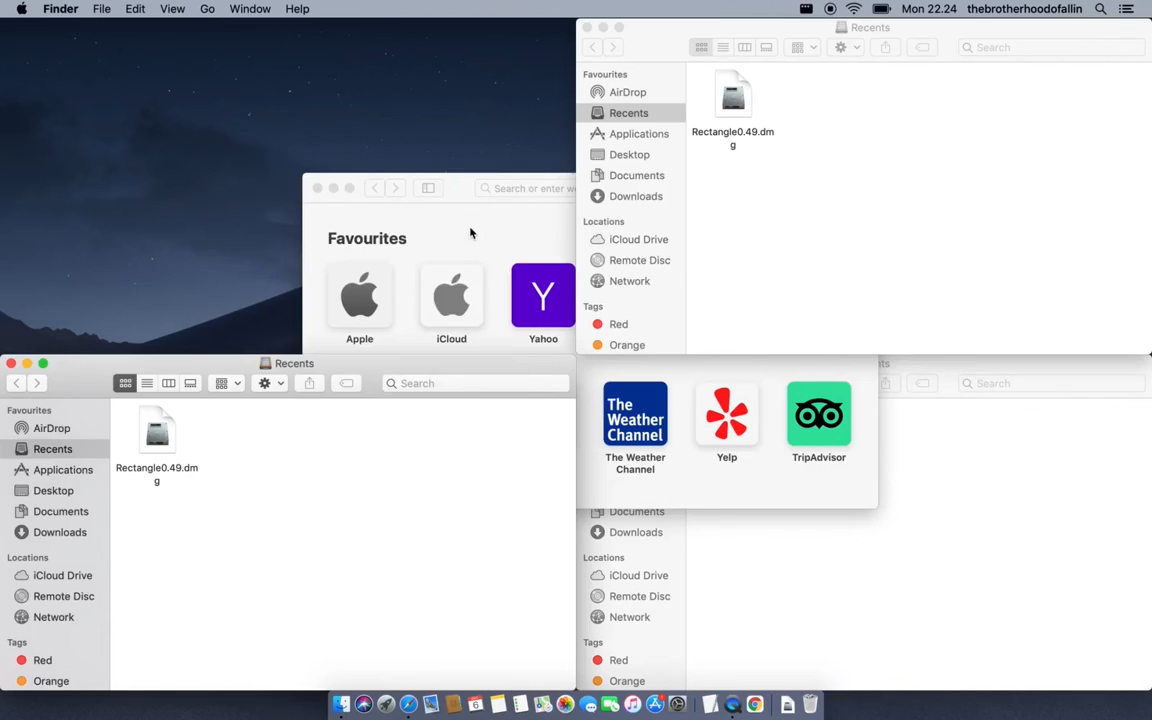 Finder File Edit View Go Window Help Mon 22.24 thebrotherhoodofallin
Recents
Search
Favourites
AirDrop
Recents
Applications
Desktop
Documents
Downloads
Locations
iCloud Drive
Remote Disc
Network
Tags
Red
Orange
Rectangle0.49.dm
g
Search or enter we
Favourites
Apple iCloud Yahoo
Y
The
Weather
Channel
The Weather
Channel
Yelp
TripAdvisor
Recents
Search
Favourites
AirDrop
Recents
Applications
Desktop
Documents
Downloads
Locations
iCloud Drive
Remote Disc
Network
Tags
Red
Orange
Rectangle0.49.dm
g
Search
Documents
Downloads
Locations
iCloud Drive
Remote Disc
Network
Tags
Red
Orange
6